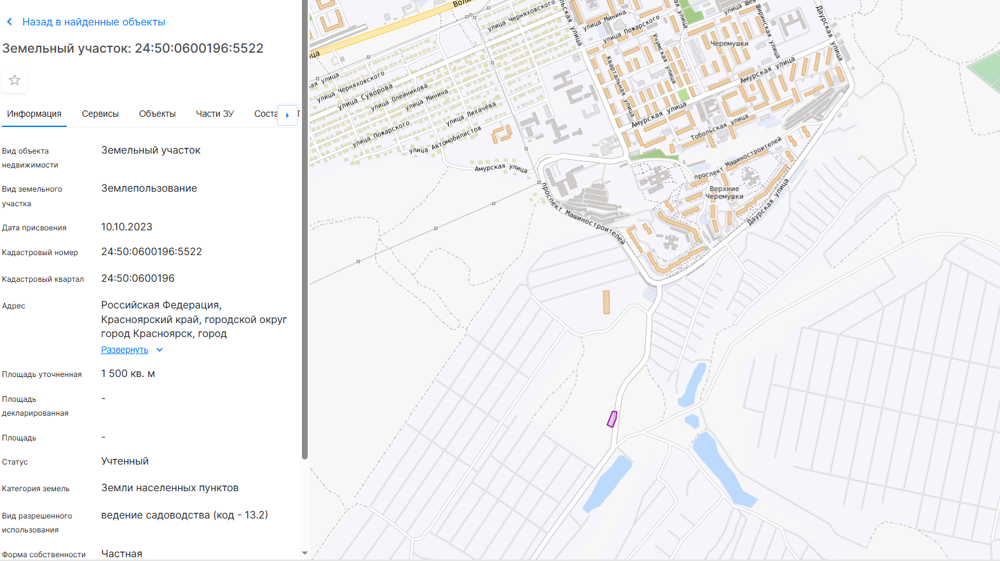 Назад в найденные объекты
Земельный участок: 24:50:0600196:5522
Информация
Сервисы
Объекты
Части ЗУ
Соста
Вид объекта недвижимости
Земельный участок
Вид земельного участка
Землепользование
Дата присвоения
10.10.2023
Кадастровый номер
24:50:0600196:5522
Кадастровый квартал
24:50:0600196
Адрес
Российская Федерация,
Красноярский край, городской округ
город Красноярск, город
Развернуть
Площадь уточненная
1 500 кв. м
Площадь декларированная
-
Площадь
-
Статус
Учтенный
Категория земель
Земли населенных пунктов
Вид разрешенного использования
ведение садоводства (код - 13.2)
Форма собственности
Частная
улица Черняховского
улица Минина
улица Пожарского
Учумская улица
Квартальная улица
Черемушки
Ширинская улица
Даурская улица
Амурская улица
Амурская улица
Тобольская улица
проспект Машиностроителей
Верхние Черемушки
Даурская улица
улица Черняховского
улица Суворова
улица Олейникова
улица Минина
улица Лихачёва
улица Пожарского
улица Автомобилистов
Амурская улица
проспект Машиностроителей